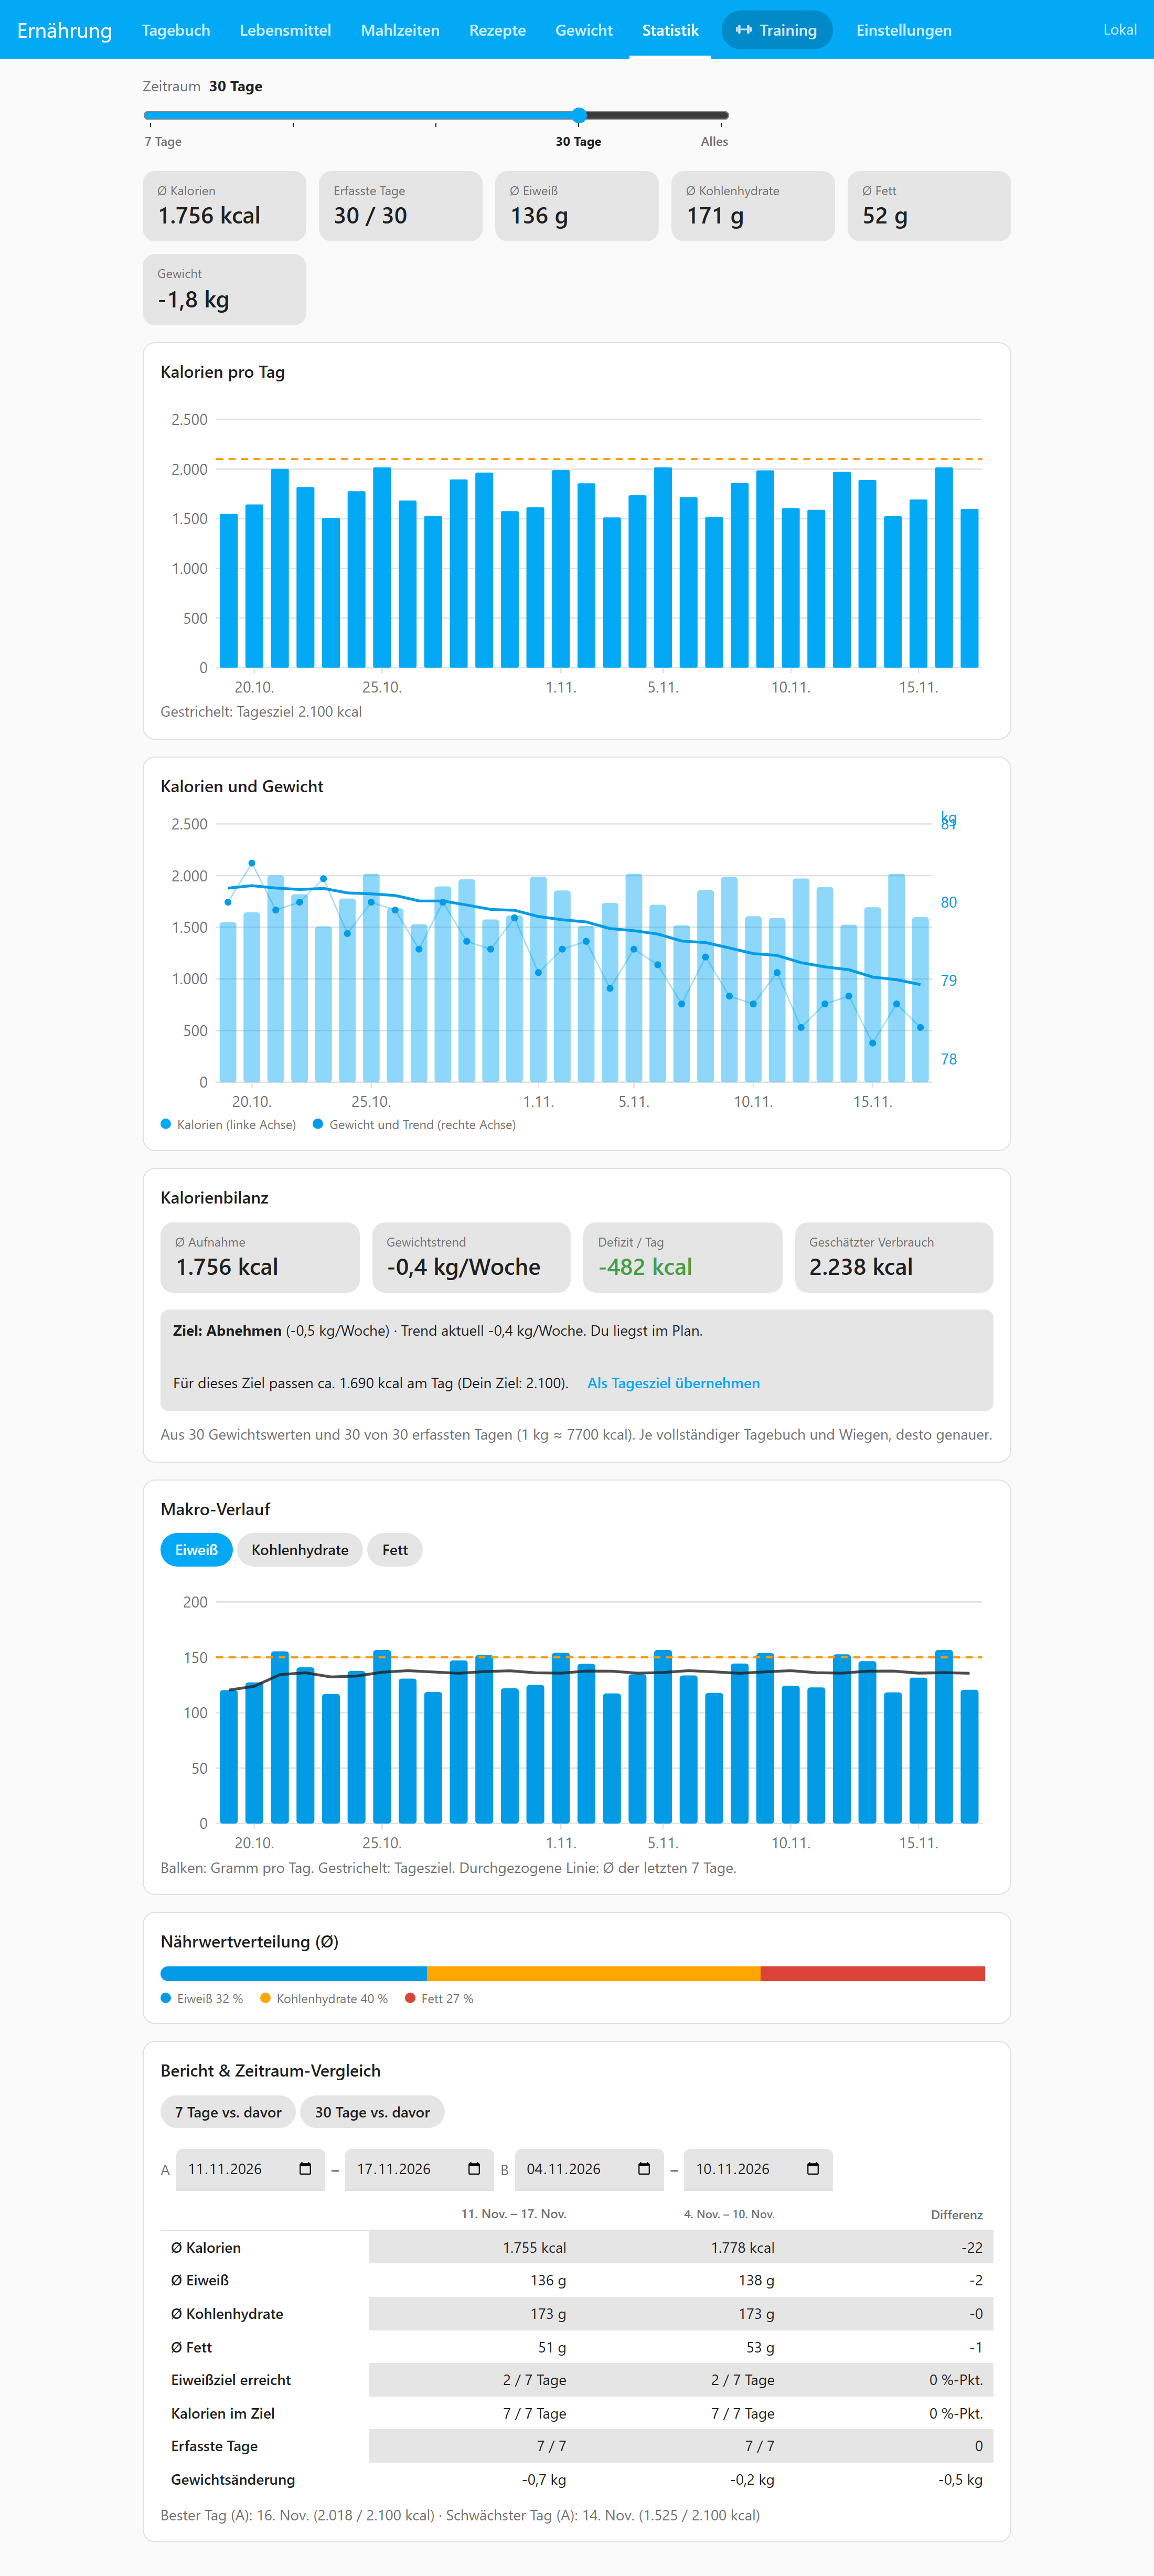 Ernährung Tagebuch Lebensmittel Mahlzeiten Rezepte Gewicht Statistik Training Einstellungen Lokal
Zeitraum 30 Tage
7 Tage 30 Tage Alles
Ø Kalorien
1.756 kcal
Erfasste Tage
30 / 30
Ø Eiweiß
136 g
Ø Kohlenhydrate
171 g
Ø Fett
52 g
Gewicht
-1,8 kg
Kalorien pro Tag
2.500
2.000
1.500
1.000
500
0
20.10. 25.10. 1.11. 5.11. 10.11. 15.11.
Gestrichelt: Tagesziel 2.100 kcal
Kalorien und Gewicht
kg
2.500 81
2.000
80
1.500
1.000 79
500
78
0
20.10. 25.10. 1.11. 5.11. 10.11. 15.11.
Kalorien (linke Achse) Gewicht und Trend (rechte Achse)
Kalorienbilanz
Ø Aufnahme
1.756 kcal
Gewichtstrend
-0,4 kg/Woche
Defizit / Tag
-482 kcal
Geschätzter Verbrauch
2.238 kcal
Ziel: Abnehmen (-0,5 kg/Woche) · Trend aktuell -0,4 kg/Woche. Du liegst im Plan.
Für dieses Ziel passen ca. 1.690 kcal am Tag (Dein Ziel: 2.100). Als Tagesziel übernehmen
Aus 30 Gewichtswerten und 30 von 30 erfassten Tagen (1 kg ≈ 7700 kcal). Je vollständiger Tagebuch und Wiegen, desto genauer.
Makro-Verlauf
Eiweiß Kohlenhydrate Fett
200
150
100
50
0
20.10. 25.10. 1.11. 5.11. 10.11. 15.11.
Balken: Gramm pro Tag. Gestrichelt: Tagesziel. Durchgezogene Linie: Ø der letzten 7 Tage.
Nährwertverteilung (Ø)
Eiweiß 32 % Kohlenhydrate 40 % Fett 27 %
Bericht & Zeitraum-Vergleich
7 Tage vs. davor 30 Tage vs. davor
A 11.11.2026 – 17.11.2026 B 04.11.2026 – 10.11.2026
11. Nov. – 17. Nov. 4. Nov. – 10. Nov. Differenz
Ø Kalorien 1.755 kcal 1.778 kcal -22
Ø Eiweiß 136 g 138 g -2
Ø Kohlenhydrate 173 g 173 g -0
Ø Fett 51 g 53 g -1
Eiweißziel erreicht 2 / 7 Tage 2 / 7 Tage 0 %-Pkt.
Kalorien im Ziel 7 / 7 Tage 7 / 7 Tage 0 %-Pkt.
Erfasste Tage 7 / 7 7 / 7 0
Gewichtsänderung -0,7 kg -0,2 kg -0,5 kg
Bester Tag (A): 16. Nov. (2.018 / 2.100 kcal) · Schwächster Tag (A): 14. Nov. (1.525 / 2.100 kcal)